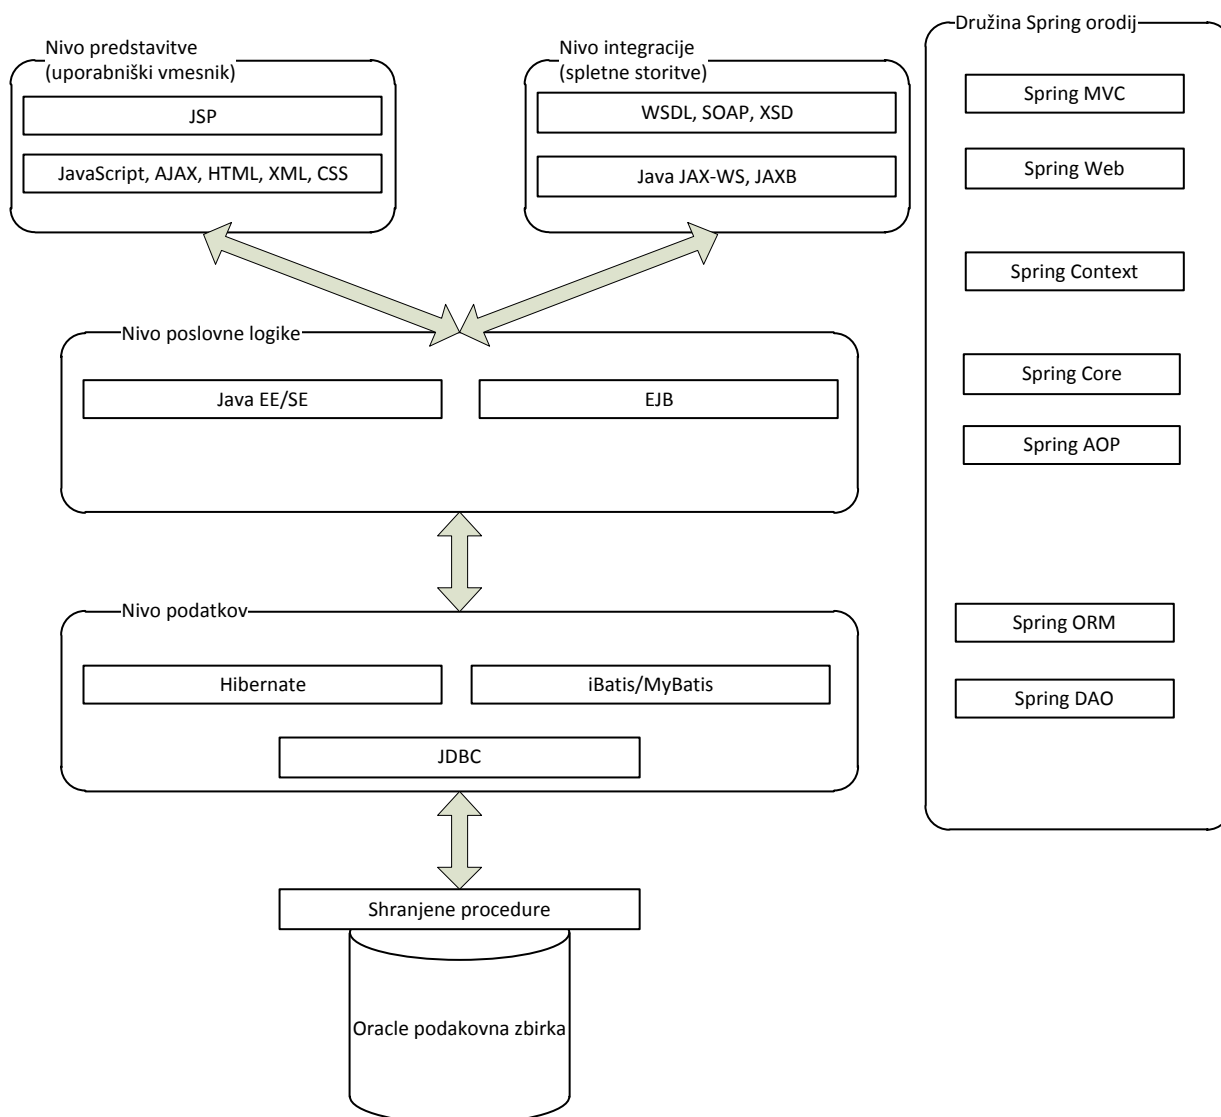 Nivo predstavitve
(uporabniški vmesnik)
JSP
JavaScript, AJAX, HTML, XML, CSS
Nivo integracije
(spletne storitve)
WSDL, SOAP, XSD
Java JAX-WS, JAXB
Nivo poslovne logike
Java EE/SE
EJB
Nivo podatkov
Hibernate
iBatis/MyBatis
JDBC
Shranjene procedure
Oracle podakovna zbirka
Družina Spring orodij
Spring MVC
Spring Web
Spring Context
Spring Core
Spring AOP
Spring ORM
Spring DAO